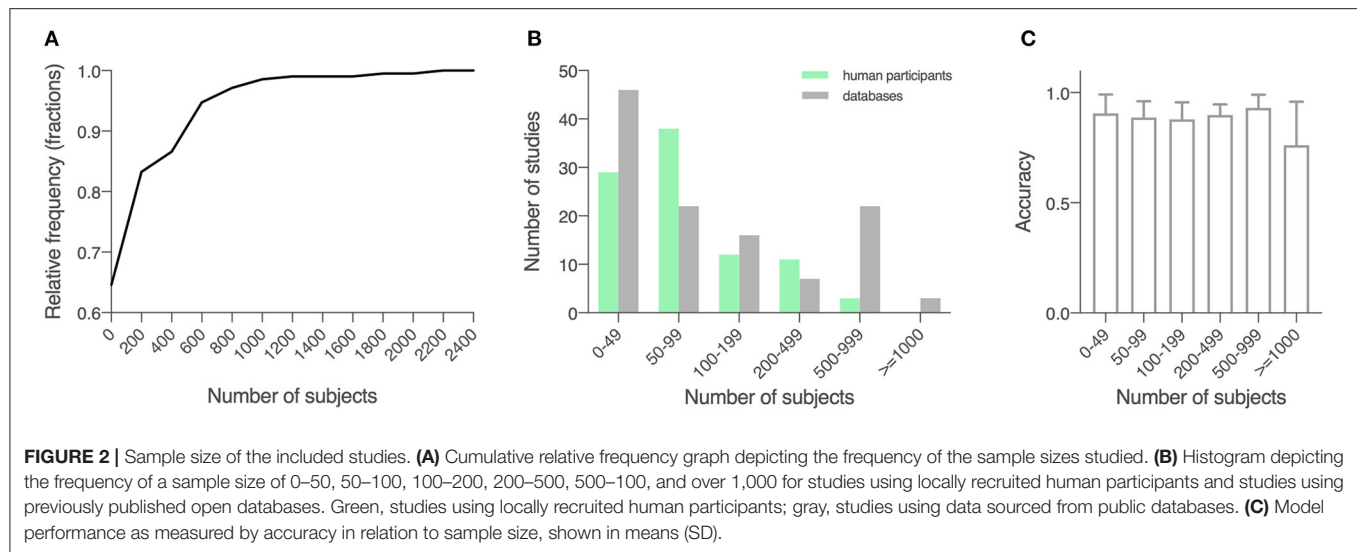 A
B
C
Relative frequency (fractions)
1.0
0.9
0.8
0.7
0.6
0
200
400
600
800
1000
1200
1400
1600
1800
2000
2200
2400
Number of subjects
Number of studies
50
40
30
20
10
0
human participants
databases
0-49
50-99
100-199
200-499
500-999
>=1000
Number of subjects
Accuracy
1.0
0.5
0.0
0-49
50-99
100-199
200-499
500-999
>=1000
Number of subjects
FIGURE 2 | Sample size of the included studies. (A) Cumulative relative frequency graph depicting the frequency of the sample sizes studied. (B) Histogram depicting
the frequency of a sample size of 0–50, 50–100, 100–200, 200–500, 500–100, and over 1,000 for studies using locally recruited human participants and studies using
previously published open databases. Green, studies using locally recruited human participants; gray, studies using data sourced from public databases. (C) Model
performance as measured by accuracy in relation to sample size, shown in means (SD).